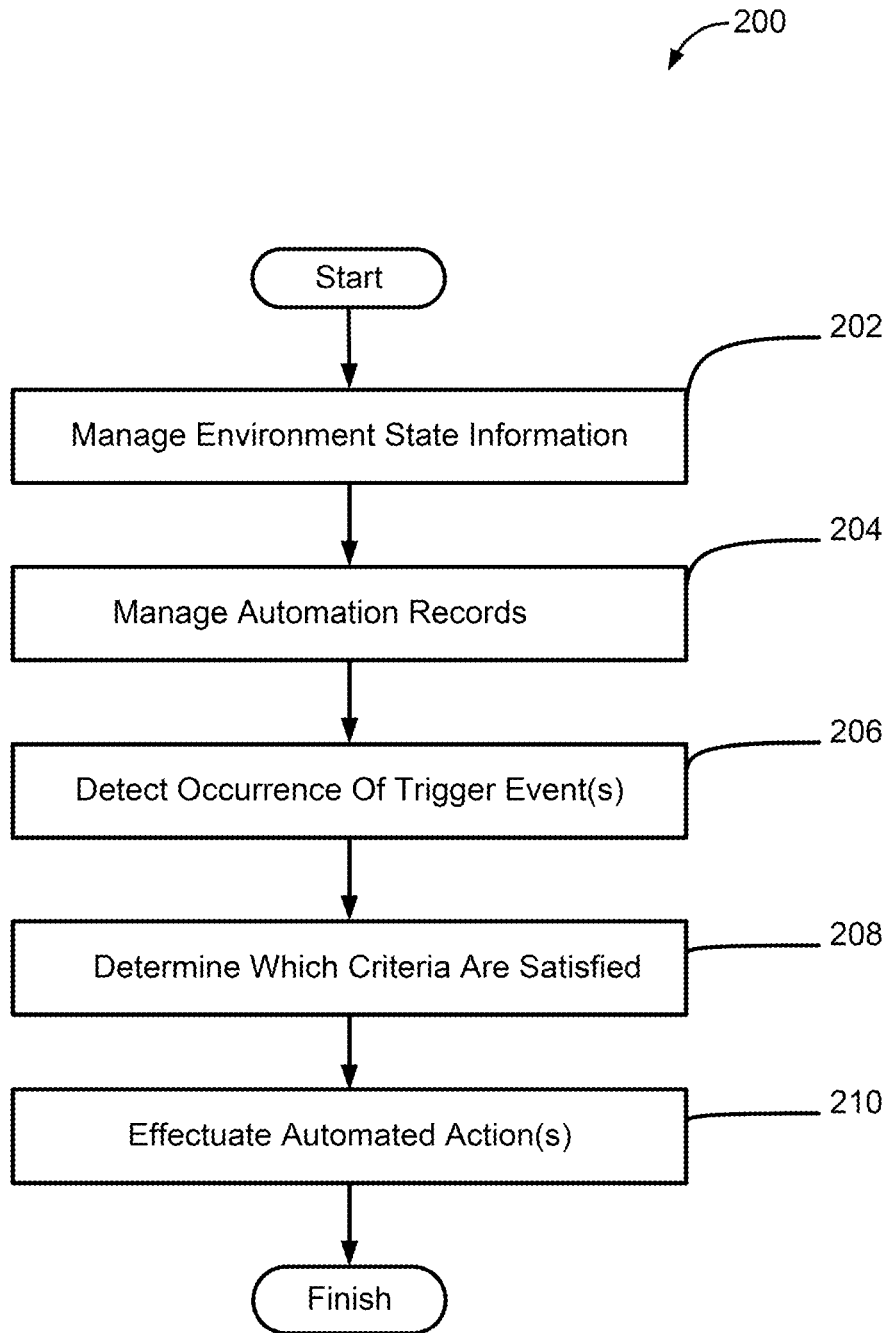 200
Start
202
Manage Environment State Information
204
Manage Automation Records
206
Detect Occurrence Of Trigger Event(s)
208
Determine Which Criteria Are Satisfied
210
Effectuate Automated Action(s)
Finish